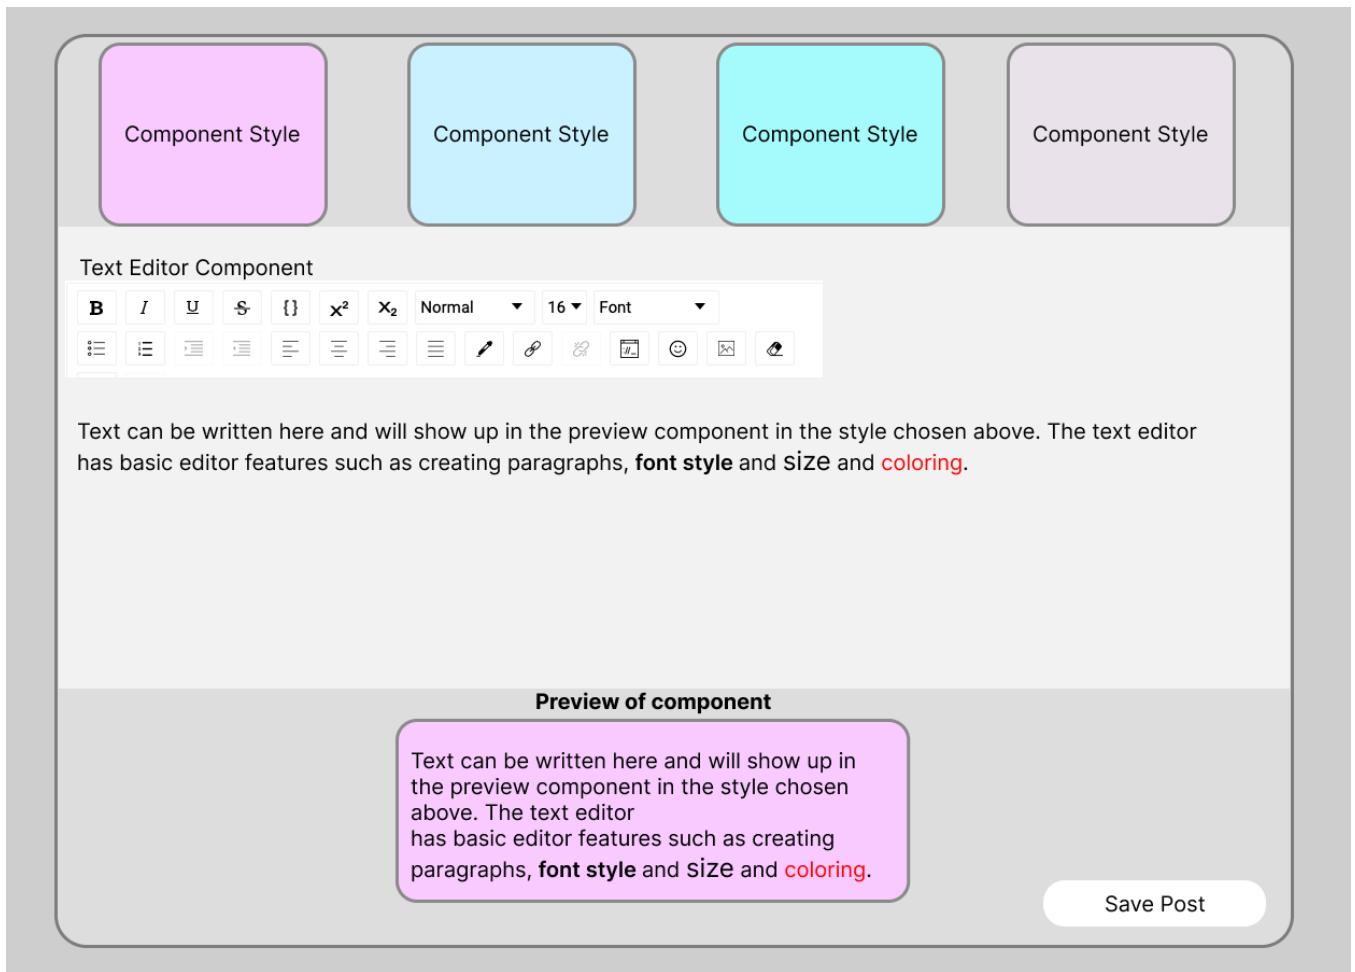 Component Style
Component Style
Component Style
Component Style
Text Editor Component
B I U S {} x² x₂ Normal 16 Font
Text can be written here and will show up in the preview component in the style chosen above. The text editor
has basic editor features such as creating paragraphs, font style and size and coloring.
Preview of component
Text can be written here and will show up in
the preview component in the style chosen
above. The text editor
has basic editor features such as creating
paragraphs, font style and size and coloring.
Save Post